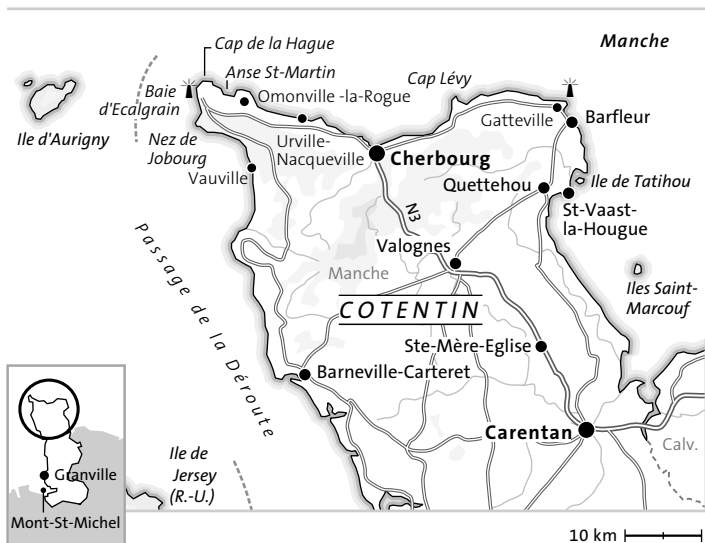 Cap de la Hague
Manche
Anse St-Martin
Cap Lévy
Baie
d'Ecalgrain
Omonville -la-Rogue
Gatteville
Barfleur
Ile d'Aurigny
Nez de
Jobourg
Urville-
Nacqueville
Cherbourg
Vauville
Quettehou
Ile de Tatihou
N3
St-Vaast-
la-Hougue
Passage de la Déroute
Valognes
Manche
Iles Saint-
Marcouf
COTENTIN
Ste-Mère-Eglise
Barneville-Carteret
Carentan
Calv.
Ile de
Jersey
(R.-U.)
Granville
Mont-St-Michel
10 km